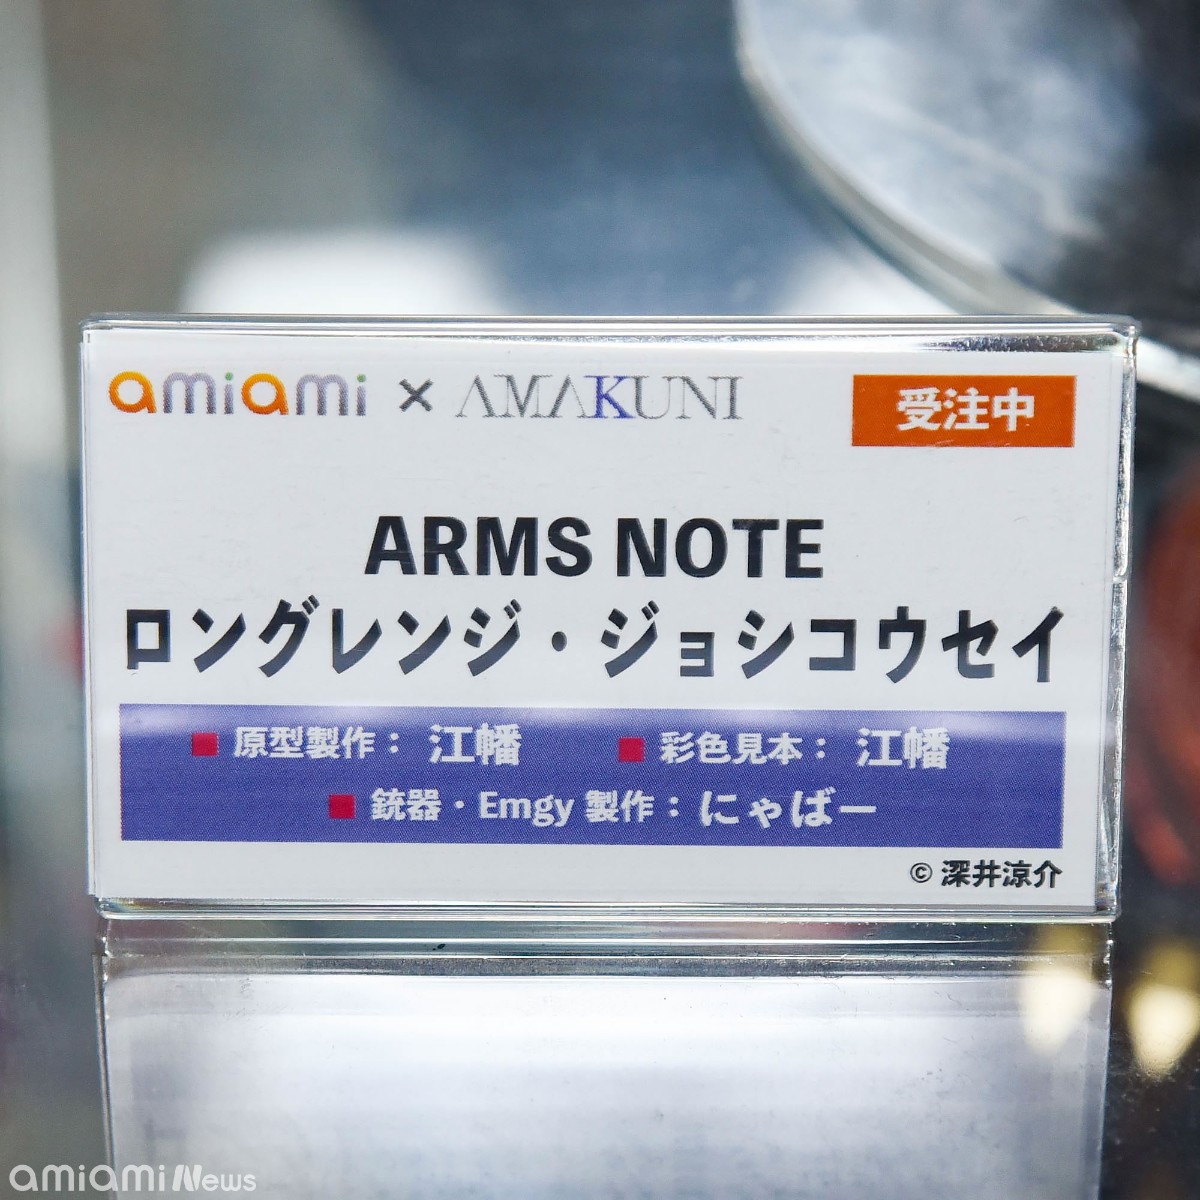 amiami × AMAKUNI
受注中
ARMS NOTE
ロングレンジ・ジョシコウセイ
■ 原型製作： 江幡 ■ 彩色見本： 江幡
■ 銃器・Emgy 製作： にゃばー
© 深井涼介
amiami News